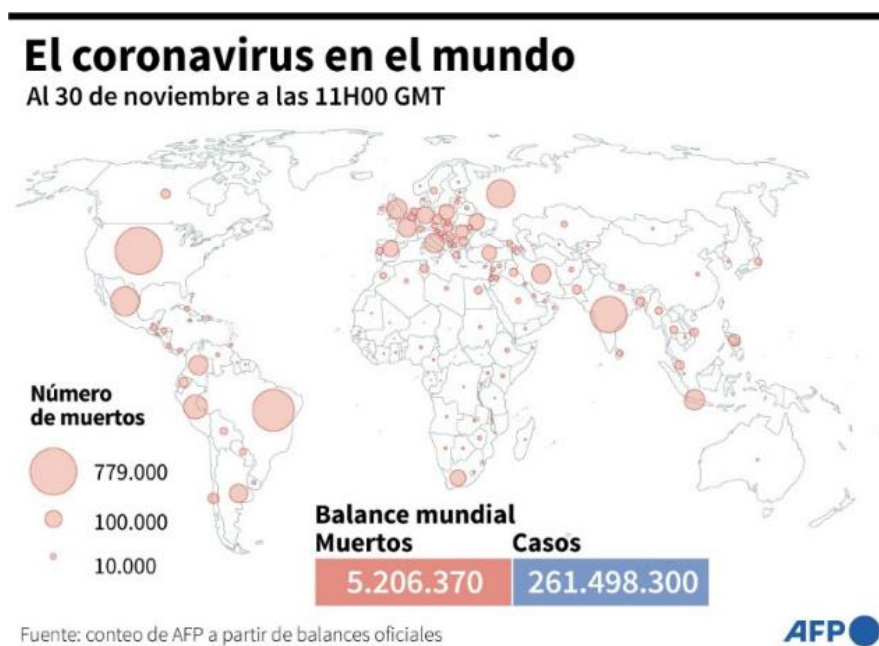 El coronavirus en el mundo
Al 30 de noviembre a las 11H00 GMT
Número
de muertos
779.000
100.000
10.000
Balance mundial
Muertos Casos
5.206.370 261.498.300
Fuente: conteo de AFP a partir de balances oficiales
AFP